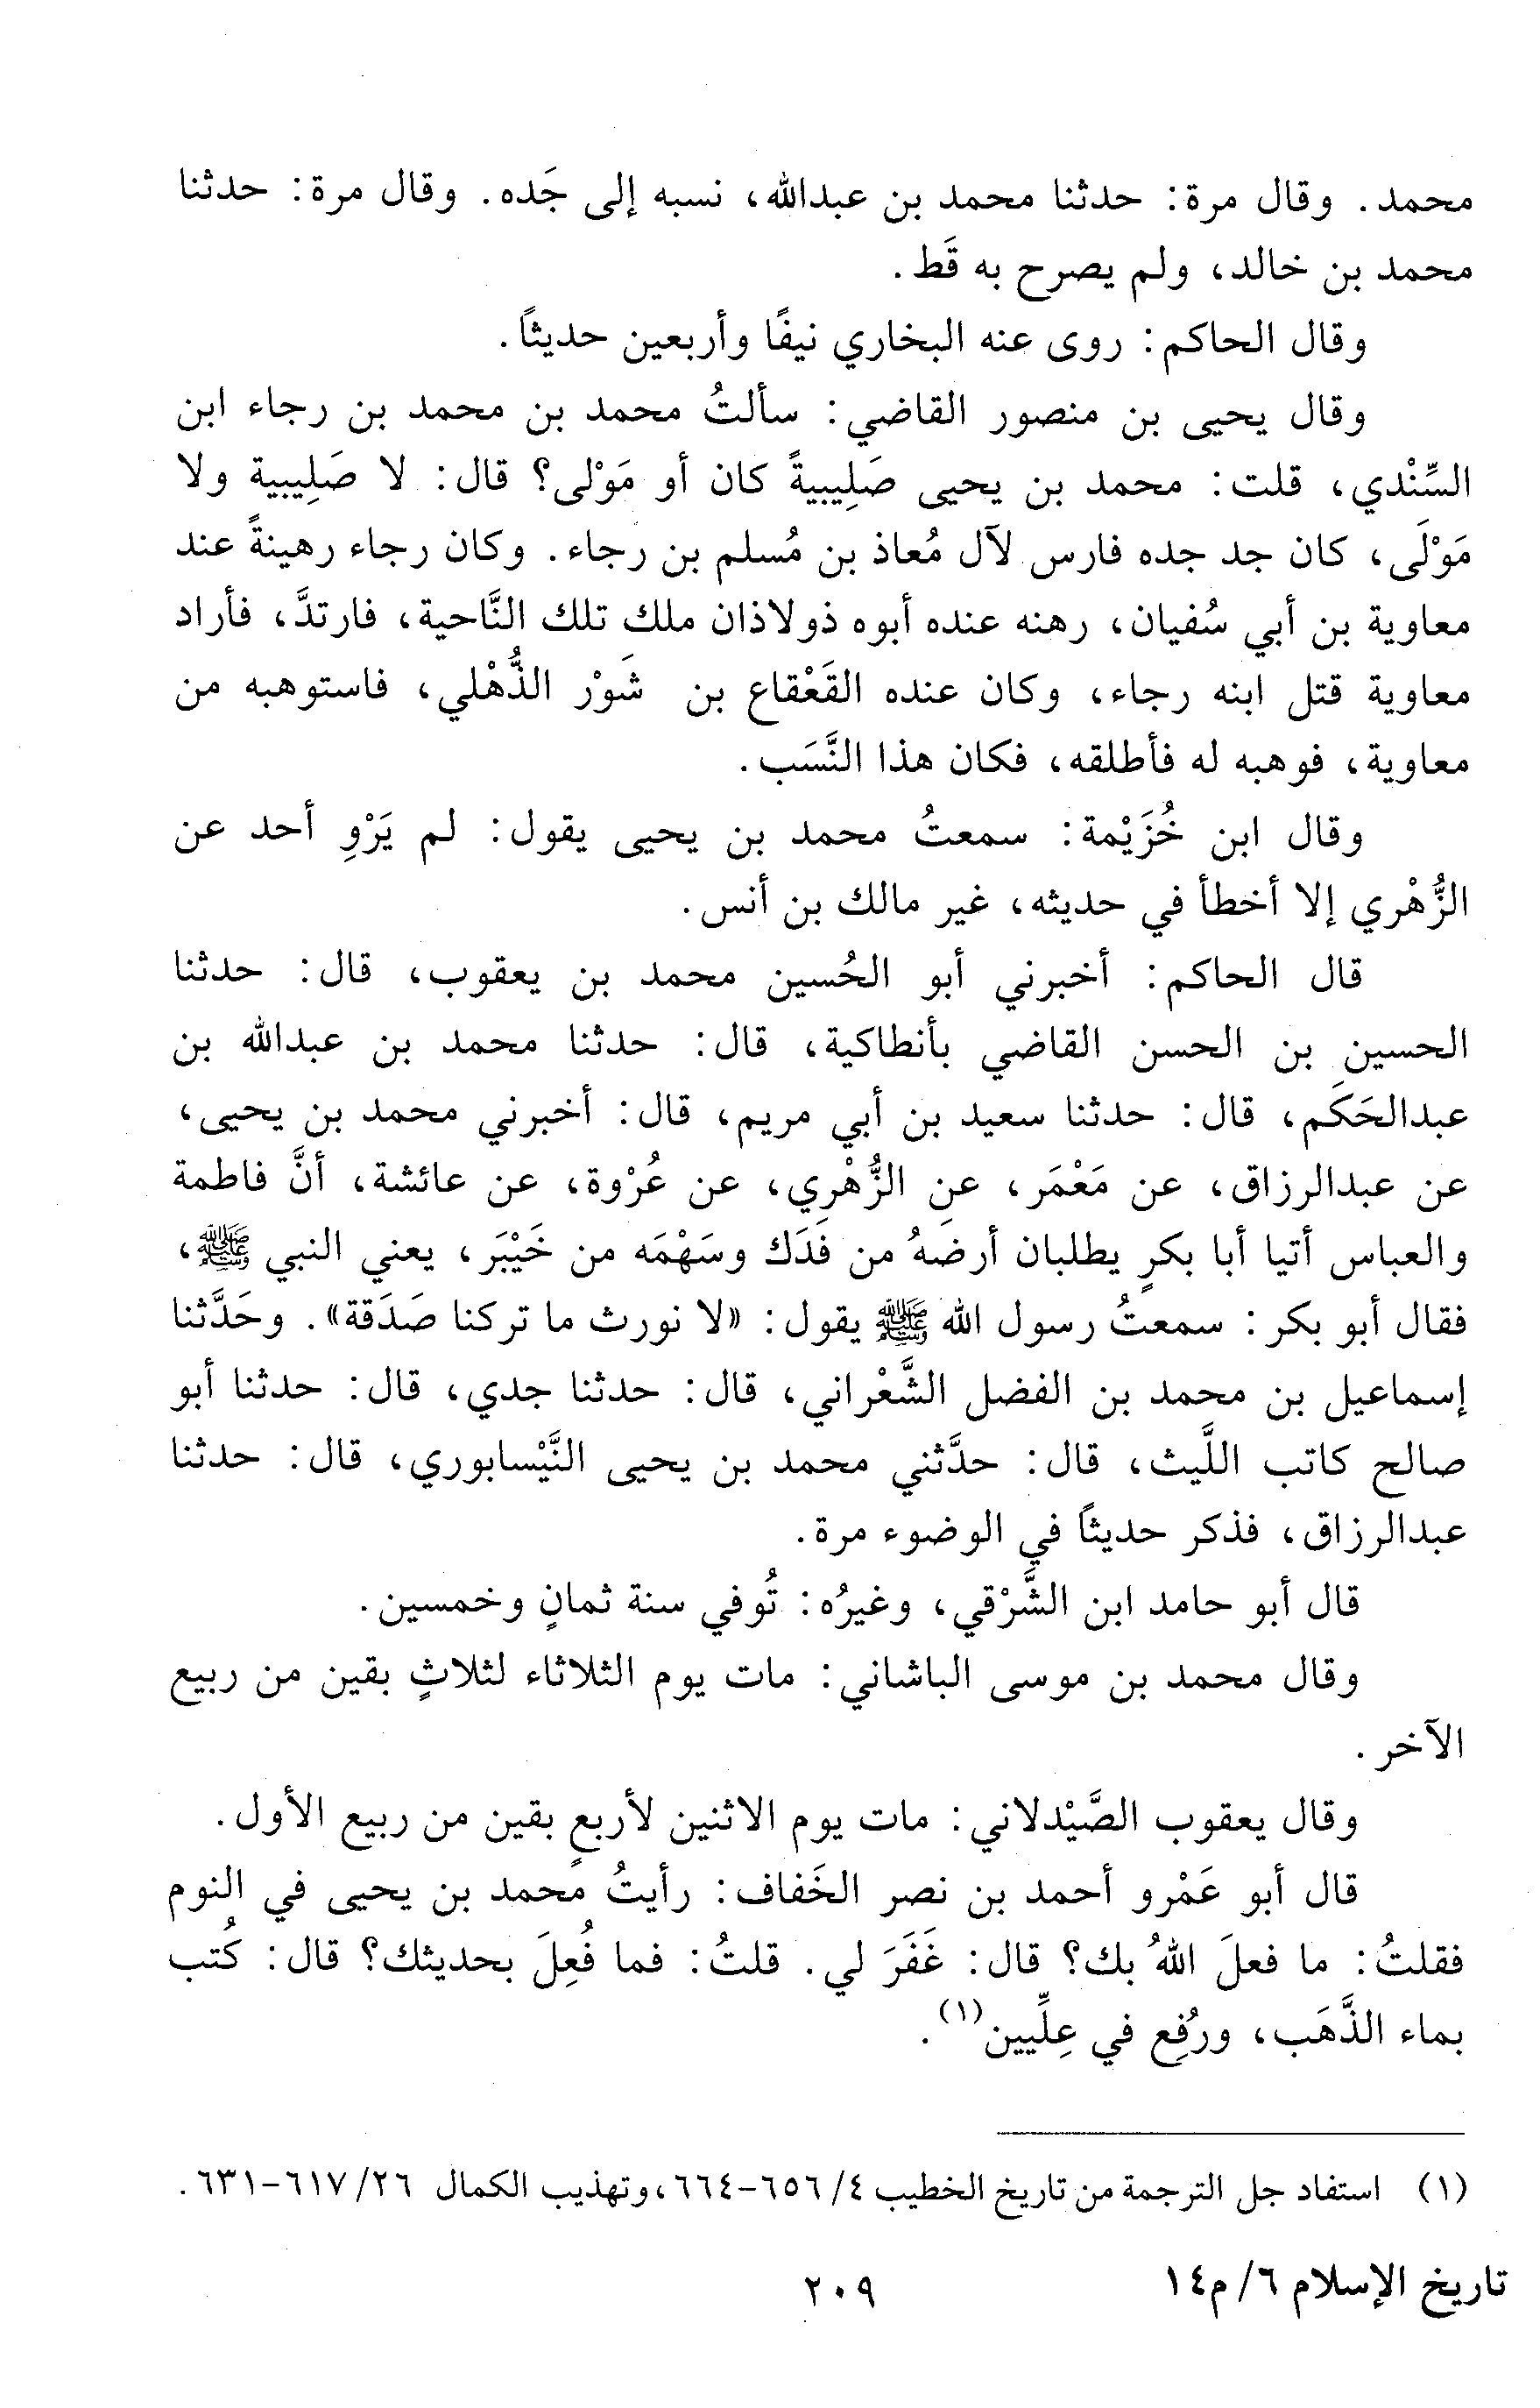 محمد. وقال مرة: حدثنا محمد بن عبدالله، نسبه إلى جَده. وقال مرة: حدثنا
محمد بن خالد، ولم يصرح به قَط.
وقال الحاكم: روى عنه البخاري نيفًا وأربعين حديثًا.
وقال يحيى بن منصور القاضي: سألتُ محمد بن محمد بن رجاء ابن
السِّنْدي، قلت: محمد بن يحيى صَلِيبيةً كان أو مَوْلى؟ قال: لا صَلِيبية ولا
مَوْلَى، كان جد جده فارس لآل مُعاذ بن مُسلم بن رجاء. وكان رجاء رهينةً عند
معاوية بن أبي سُفيان، رهنه عنده أبوه ذولاذان ملك تلك النَّاحية، فارتدَّ، فأراد
معاوية قتل ابنه رجاء، وكان عنده القَعْقاع بن شَوْر الذُّهْلي، فاستوهبه من
معاوية، فوهبه له فأطلقه، فكان هذا النَّسَب.
وقال ابن خُزَيْمة: سمعتُ محمد بن يحيى يقول: لم يَرْوِ أحد عن
الزُّهْري إلا أخطأ في حديثه، غير مالك بن أنس.
قال الحاكم: أخبرني أبو الحُسين محمد بن يعقوب، قال: حدثنا
الحسين بن الحسن القاضي بأنطاكية، قال: حدثنا محمد بن عبدالله بن
عبدالحَكَم، قال: حدثنا سعيد بن أبي مريم، قال: أخبرني محمد بن يحيى،
عن عبدالرزاق، عن مَعْمَر، عن الزُّهْري، عن عُرْوة، عن عائشة، أنَّ فاطمة
والعباس أتيا أبا بكرٍ يطلبان أرضَهُ من فَدَك وسَهْمَه من خَيْبَر، يعني النبي ﷺ،
فقال أبو بكر: سمعتُ رسول الله ﷺ يقول: «لا نورث ما تركنا صَدَقة». وحَدَّثنا
إسماعيل بن محمد بن الفضل الشَّعْراني، قال: حدثنا جدي، قال: حدثنا أبو
صالح كاتب اللَّيث، قال: حدَّثني محمد بن يحيى النَّيْسابوري، قال: حدثنا
عبدالرزاق، فذكر حديثًا في الوضوء مرة.
قال أبو حامد ابن الشَّرْقي، وغيرُه: تُوفي سنة ثمانٍ وخمسين.
وقال محمد بن موسى الباشاني: مات يوم الثلاثاء لثلاثٍ بقين من ربيع
الآخر.
وقال يعقوب الصَّيْدلاني: مات يوم الاثنين لأربعٍ بقين من ربيع الأول.
قال أبو عَمْرو أحمد بن نصر الخَفاف: رأيتُ محمد بن يحيى في النوم
فقلتُ: ما فعلَ اللهُ بك؟ قال: غَفَرَ لي. قلتُ: فما فُعِلَ بحديثك؟ قال: كُتب
بماء الذَّهَب، ورُفِع في عِلِّيين(١).
(١) استفاد جل الترجمة من تاريخ الخطيب ٤/ ٦٥٦-٦٦٤، وتهذيب الكمال ٢٦/ ٦١٧-٦٣١.
تاريخ الإسلام ٦/ م١٤
٢٠٩